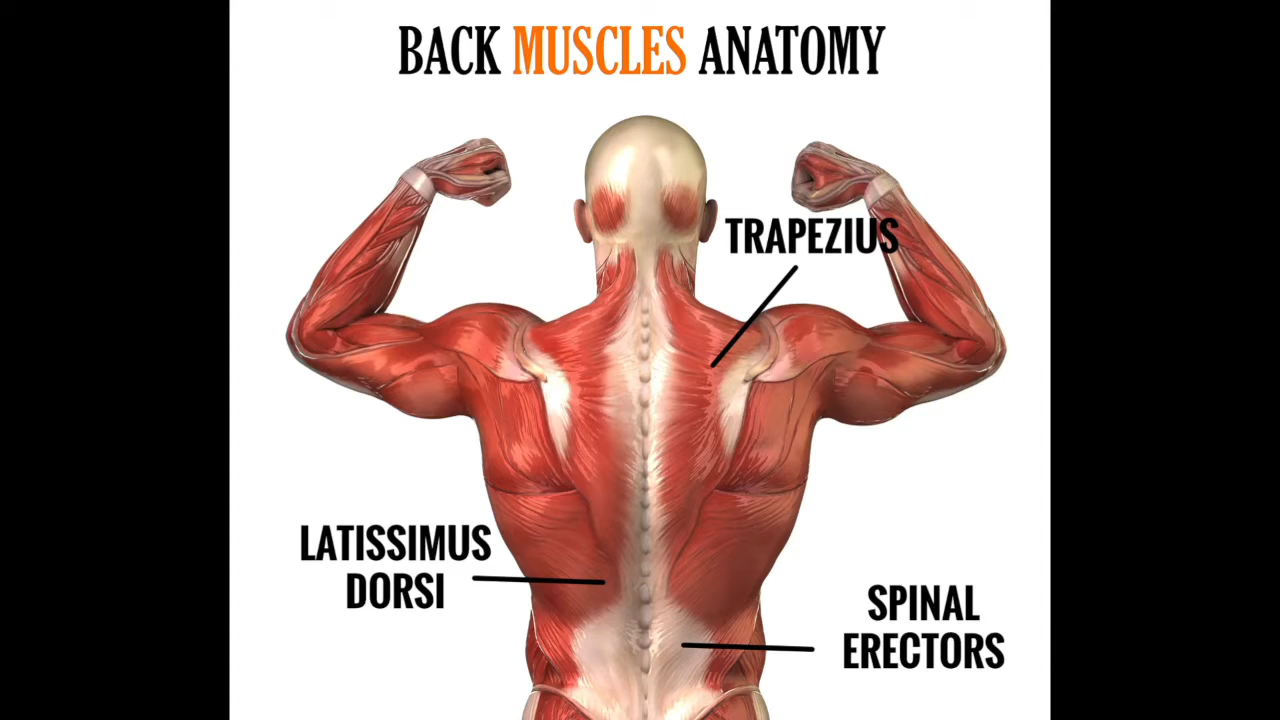 BACK MUSCLES ANATOMY
TRAPEZIUS
LATISSIMUS
DORSI
SPINAL
ERECTORS